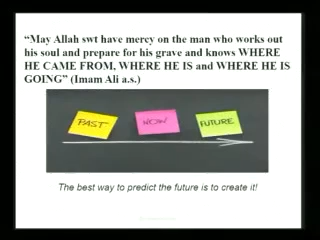 “May Allah swt have mercy on the man who works out
his soul and prepare for his grave and knows WHERE
HE CAME FROM, WHERE HE IS and WHERE HE IS
GOING” (Imam Ali a.s.)
PAST
NOW
FUTURE
The best way to predict the future is to create it!